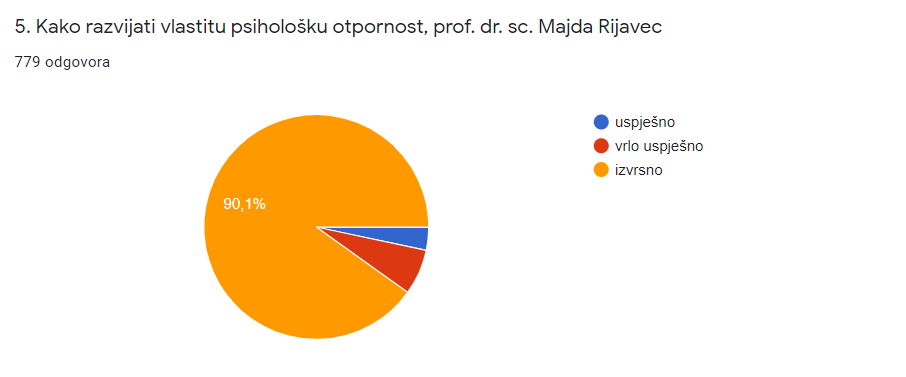 5. Kako razvijati vlastitu psihološku otpornost, prof. dr. sc. Majda Rijavec
779 odgovora
uspješno
vrlo uspješno
izvrsno
90,1%